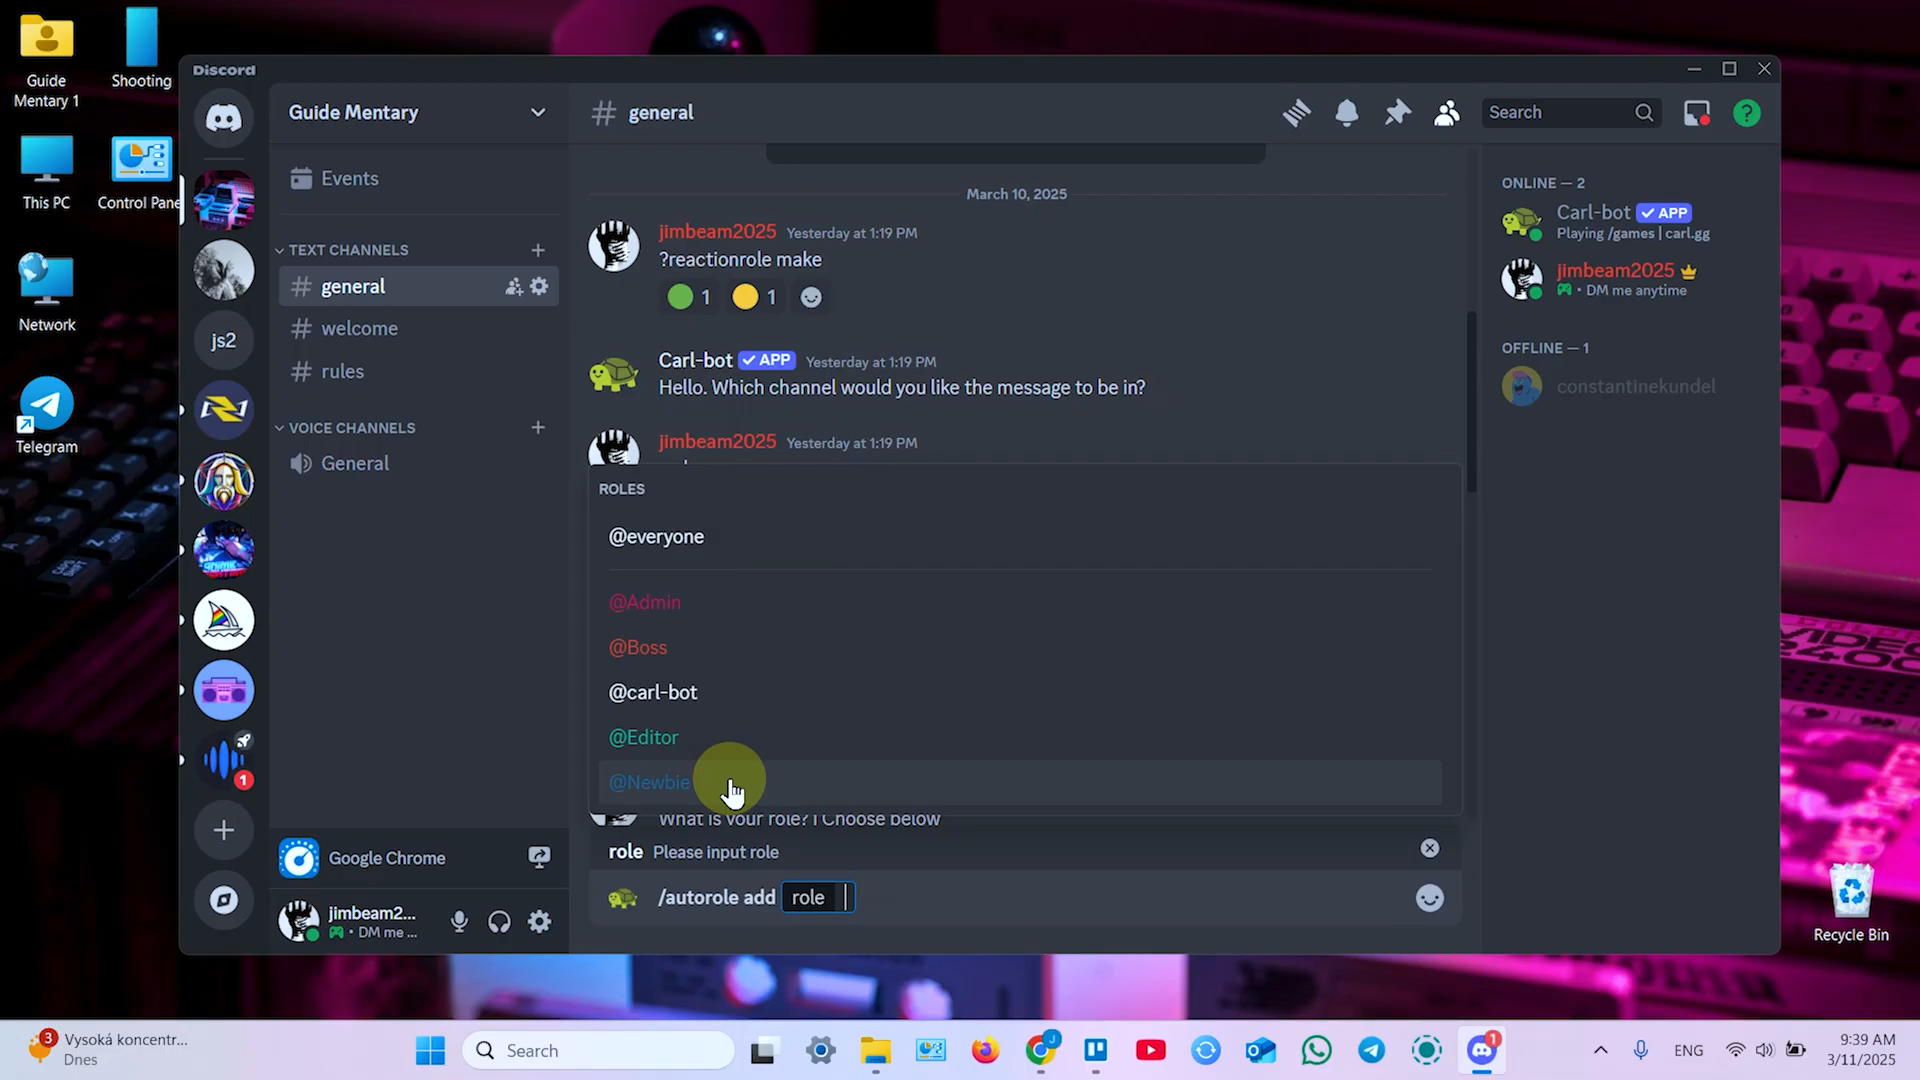 Guide
Mentary 1
Shooting
This PC
Control Pane
Network
Telegram
Recycle Bin
Discord
js2
1
Guide Mentary
Events
TEXT CHANNELS
general
welcome
rules
VOICE CHANNELS
General
Google Chrome
jimbeam2...
DM me ...
general
Search
March 10, 2025
jimbeam2025 Yesterday at 1:19 PM
?reactionrole make
1 1
Carl-bot APP Yesterday at 1:19 PM
Hello. Which channel would you like the message to be in?
jimbeam2025 Yesterday at 1:19 PM
ROLES
@everyone
@Admin
@Boss
@carl-bot
@Editor
@Newbie
What is your role? I Choose below
role Please input role
/autorole add role
ONLINE — 2
Carl-bot APP
Playing /games | carl.gg
jimbeam2025
DM me anytime
OFFLINE — 1
constantinekundel
3
Vysoká koncentr...
Dnes
Search
J
1
ENG
9:39 AM
3/11/2025